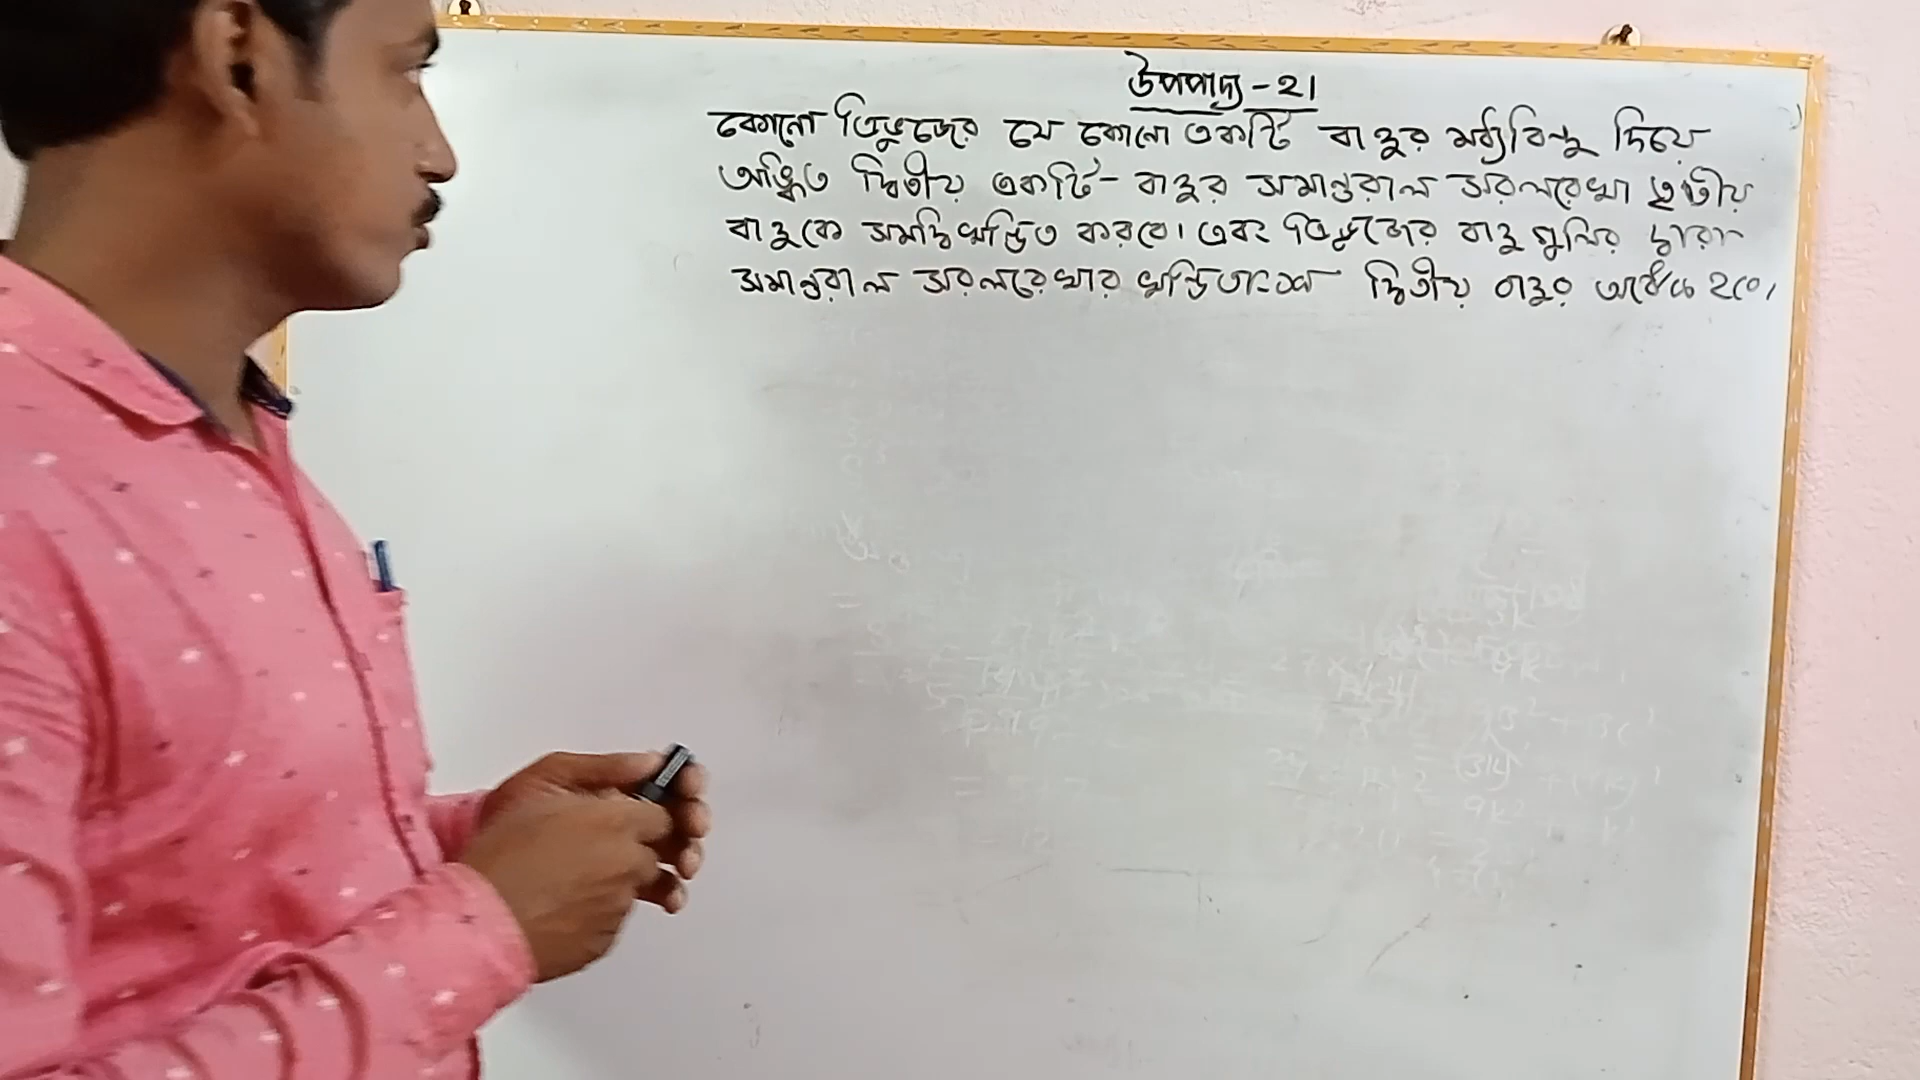 উপপাদ্য - ২১
কোনো ত্রিভুজের যে কোনো একটি বাহুর মধ্যবিন্দু দিয়ে
অঙ্কিত দ্বিতীয় একটি বাহুর সমান্তরাল সরলরেখা তৃতীয়
বাহুকে সমদ্বিখণ্ডিত করবে। এবং ত্রিভুজের বাহুগুলির দ্বারা
সমান্তরাল সরলরেখার খণ্ডিতাংশ দ্বিতীয় বাহুর অর্ধেক হবে।